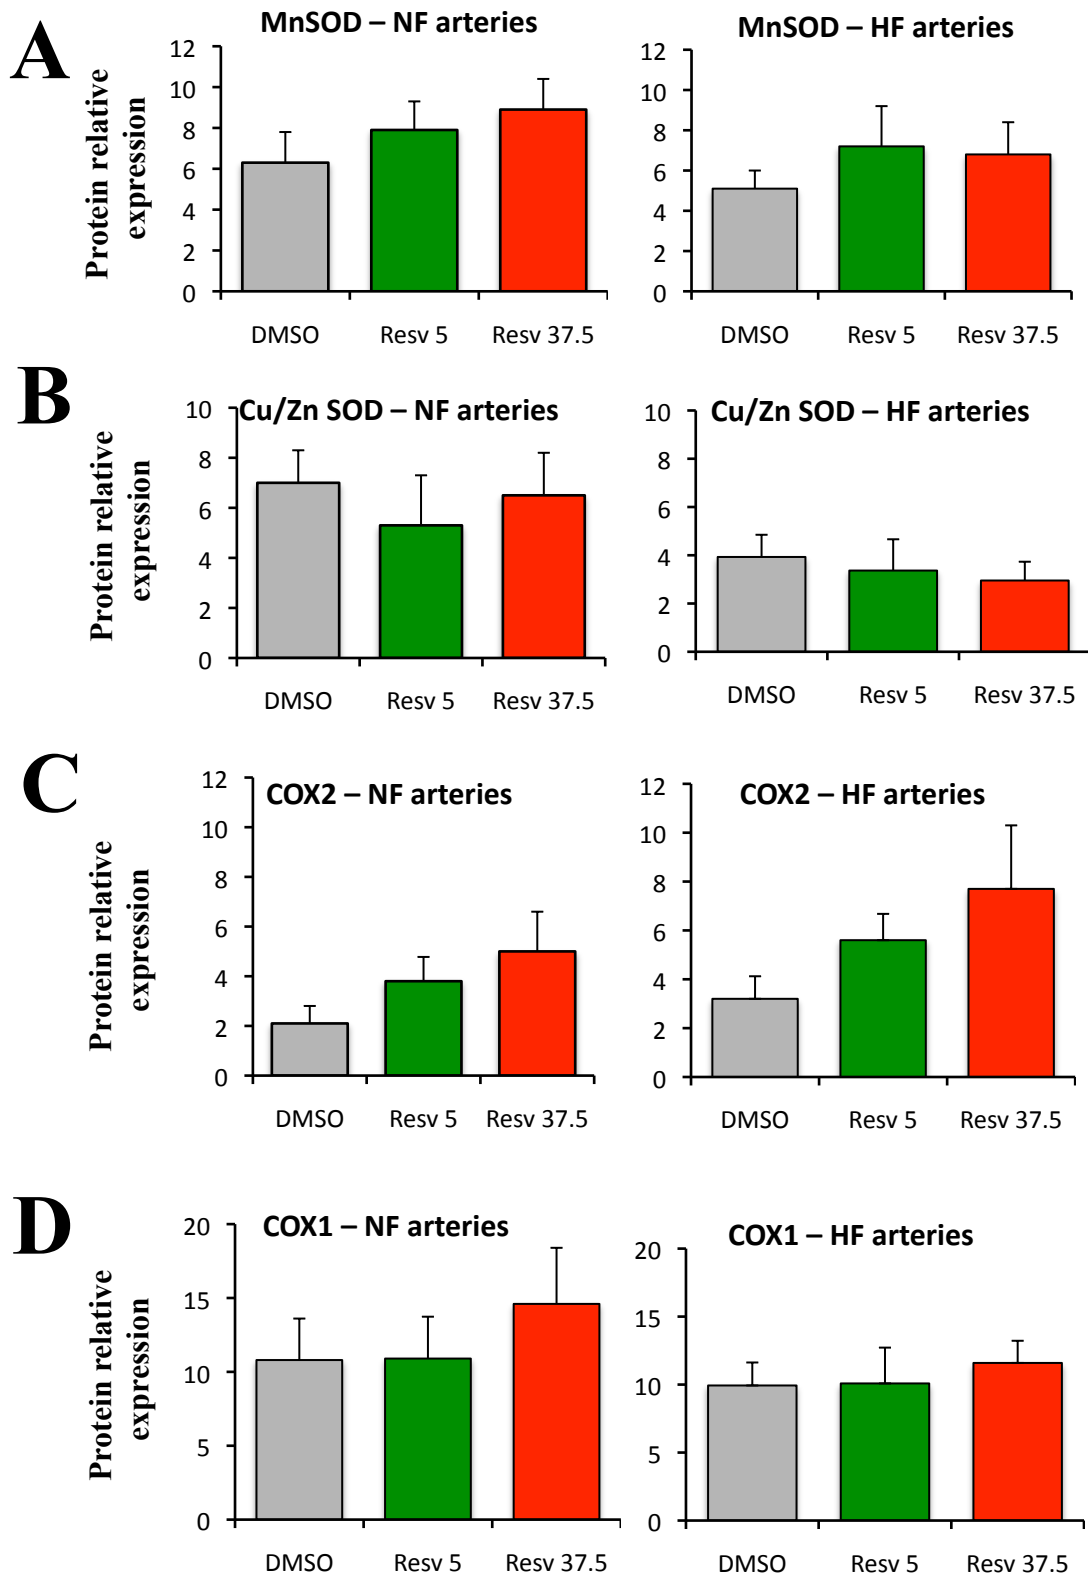 A
MnSOD – NF arteries
Protein relative
expression
12
10
8
6
4
2
0
DMSO Resv 5 Resv 37.5
MnSOD – HF arteries
12
10
8
6
4
2
0
DMSO Resv 5 Resv 37.5
B
Cu/Zn SOD – NF arteries
Protein relative
expression
10
8
6
4
2
0
DMSO Resv 5 Resv 37.5
Cu/Zn SOD – HF arteries
10
8
6
4
2
0
DMSO Resv 5 Resv 37.5
C
COX2 – NF arteries
Protein relative
expression
12
10
8
6
4
2
0
DMSO Resv 5 Resv 37.5
COX2 – HF arteries
12
10
8
6
4
2
0
DMSO Resv 5 Resv 37.5
D
COX1 – NF arteries
Protein relative
expression
20
15
10
5
0
DMSO Resv 5 Resv 37.5
COX1 – HF arteries
20
15
10
5
0
DMSO Resv 5 Resv 37.5